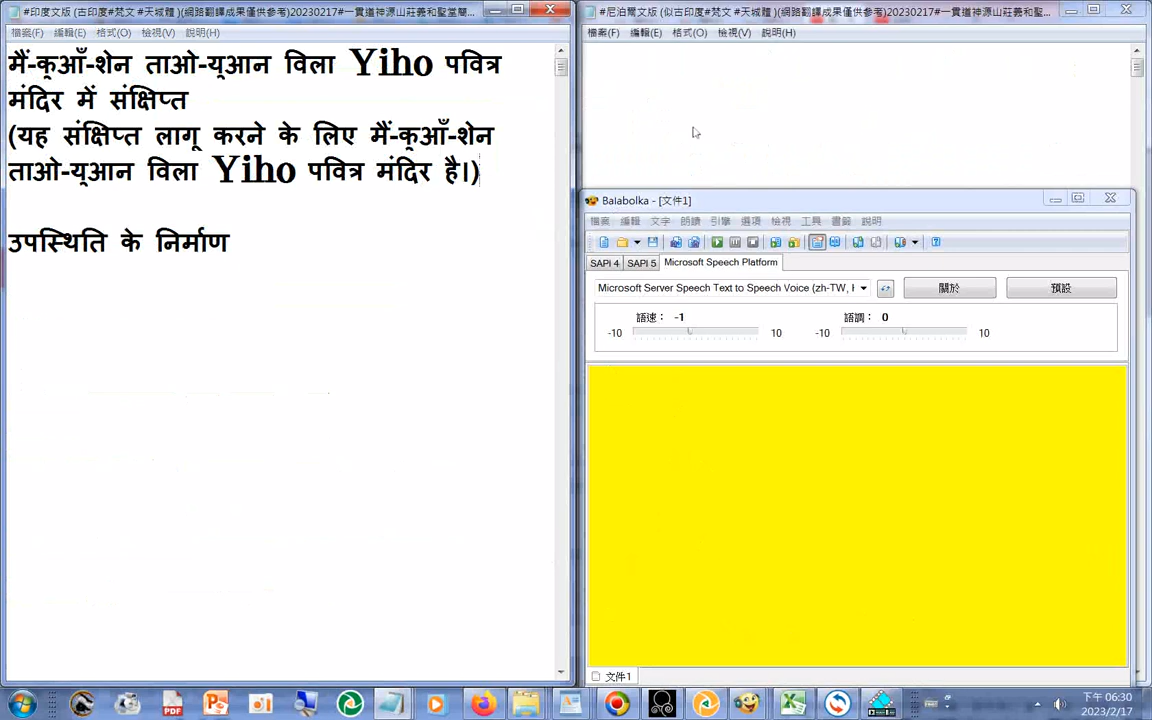 #印度文版 (古印度#梵文 #天城體 )(網路翻譯成果僅供參考)20230217#一貫道神源山莊義和聖堂簡...
檔案(F) 編輯(E) 格式(O) 檢視(V) 說明(H)
मैं-कुआँ-शेन ताओ-युआन विला Yiho पवित्र
मंदिर में संक्षिप्त
(यह संक्षिप्त लागू करने के लिए मैं-कुआँ-शेन
ताओ-युआन विला Yiho पवित्र मंदिर है।)
उपस्थिति के निर्माण
#尼泊爾文版 (似古印度#梵文 #天城體 )(網路翻譯成果僅供參考)20230217#一貫道神源山莊義和聖...
檔案(F) 編輯(E) 格式(O) 檢視(V) 說明(H)
Balabolka - [文件1]
檔案 編輯 文字 朗讀 引擎 選項 檢視 工具 書籤 說明
SAPI 4 SAPI 5 Microsoft Speech Platform
Microsoft Server Speech Text to Speech Voice (zh-TW, 關於 預設
語速： -1 語調： 0
-10 10 -10 10
文件1
下午 06:30
2023/2/17